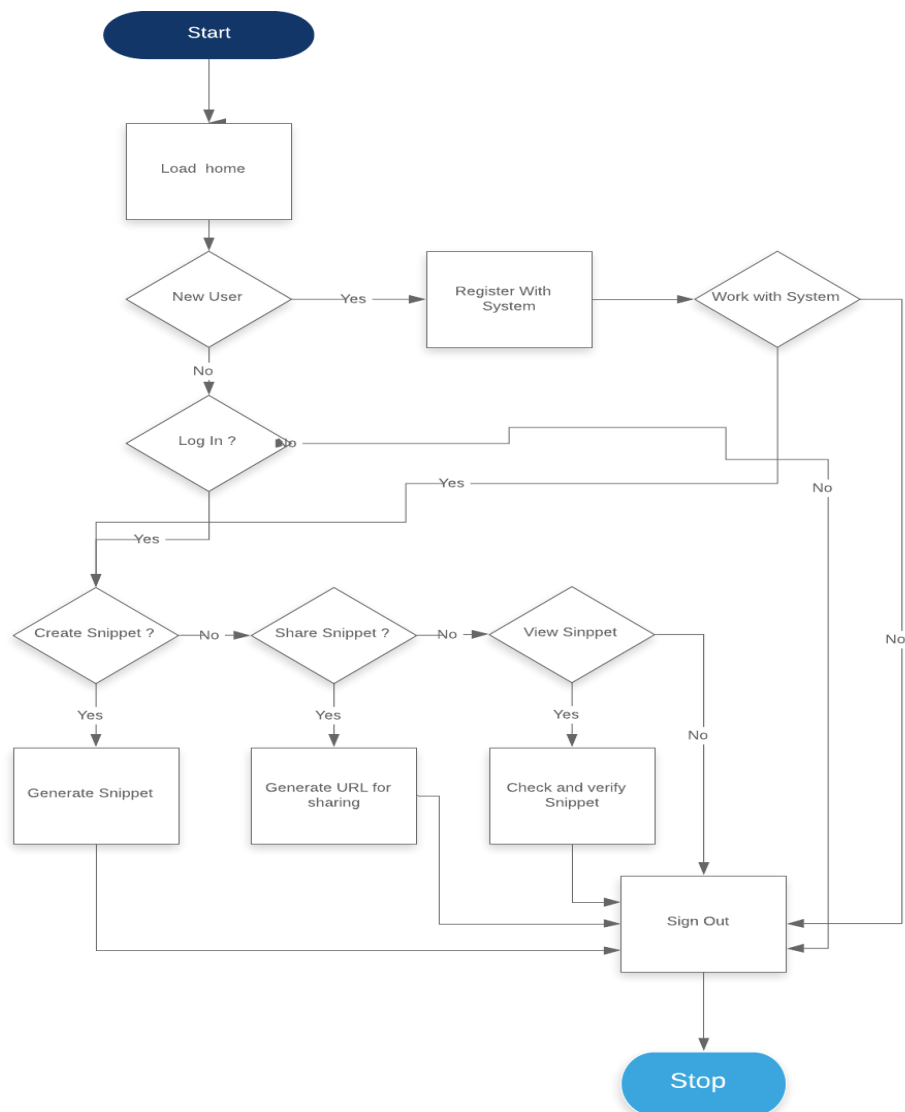 Start
Load home
New User
Yes
Register With
System
Work with System
No
Log In ?
No
Yes
No
Yes
No
Create Snippet ?
No
Share Snippet ?
No
View Sinppet
Yes
Yes
Yes
No
Generate Snippet
Generate URL for
sharing
Check and verify
Snippet
Sign Out
Stop